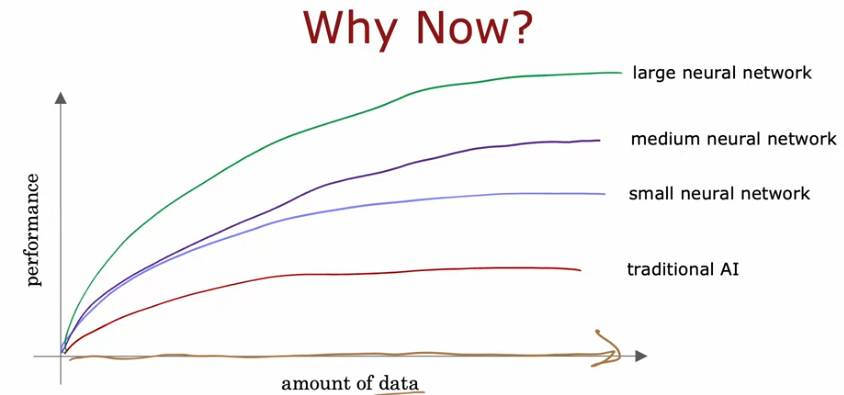 Why Now?
large neural network
medium neural network
small neural network
traditional AI
performance
amount of data